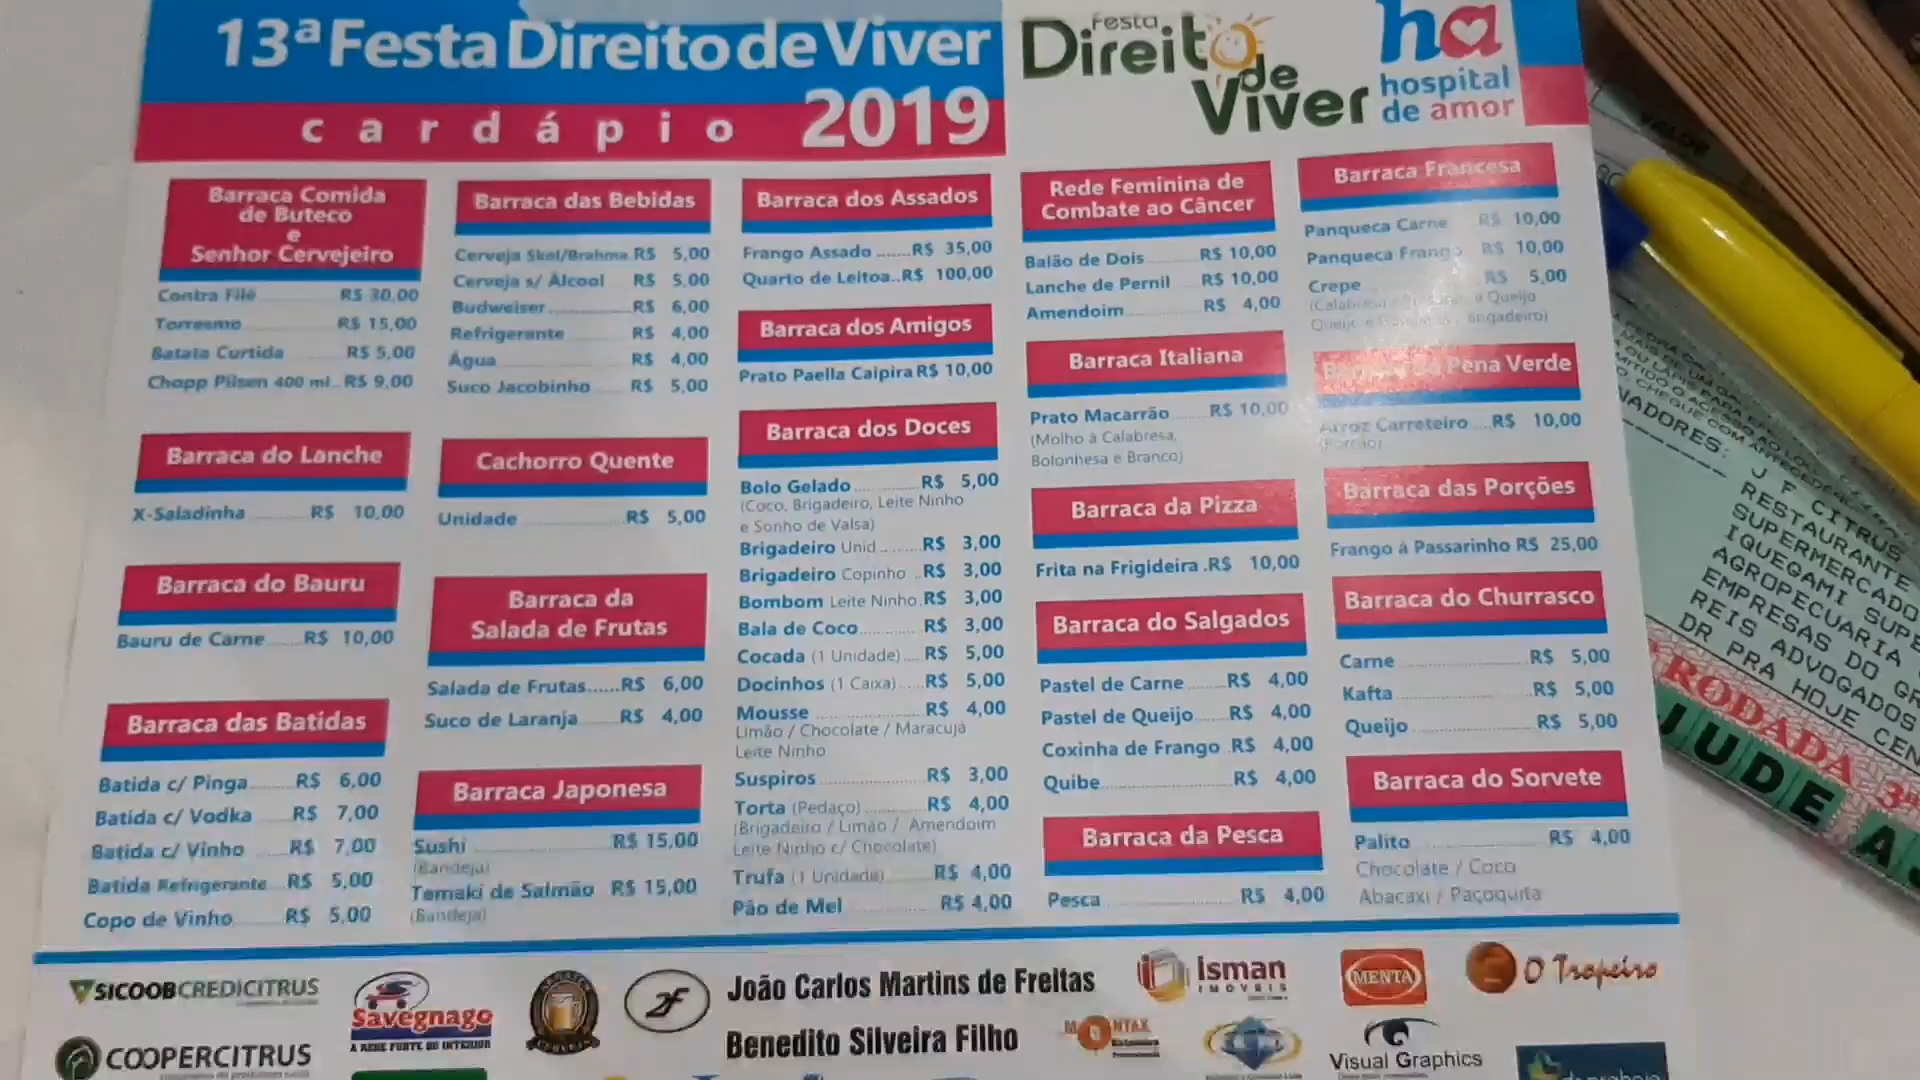 13ª Festa Direito de Viver
cardápio 2019
Festa
Direito
de
Viver
ha
hospital
de amor
Barraca Comida
de Buteco
e
Senhor Cervejeiro
Contra Filé R$ 30,00
Torresmo R$ 15,00
Batata Curtida R$ 5,00
Chopp Pilsen 400 ml.. R$ 9,00
Barraca do Lanche
X-Saladinha R$ 10,00
Barraca do Bauru
Bauru de Carne R$ 10,00
Barraca das Batidas
Batida c/ Pinga R$ 6,00
Batida c/ Vodka R$ 7,00
Batida c/ Vinho R$ 7,00
Batida Refrigerante R$ 5,00
Copo de Vinho R$ 5,00
Barraca das Bebidas
Cerveja Skol/Brahma R$ 5,00
Cerveja s/ Álcool R$ 5,00
Budweiser R$ 6,00
Refrigerante R$ 4,00
Água R$ 4,00
Suco Jacobinho R$ 5,00
Cachorro Quente
Unidade R$ 5,00
Barraca da
Salada de Frutas
Salada de Frutas......R$ 6,00
Suco de Laranja R$ 4,00
Barraca Japonesa
Sushi R$ 15,00
(Bandeja)
Temaki de Salmão R$ 15,00
(Bandeja)
Barraca dos Assados
Frango Assado .......R$ 35,00
Quarto de Leitoa..R$ 100,00
Barraca dos Amigos
Prato Paella Caipira R$ 10,00
Barraca dos Doces
Bolo Gelado R$ 5,00
(Coco, Brigadeiro, Leite Ninho
e Sonho de Valsa)
Brigadeiro Unid R$ 3,00
Brigadeiro Copinho ..R$ 3,00
Bombom Leite Ninho.R$ 3,00
Bala de Coco R$ 3,00
Cocada (1 Unidade) R$ 5,00
Docinhos (1 Caixa) R$ 5,00
Mousse R$ 4,00
Limão / Chocolate / Maracujá
Leite Ninho
Suspiros R$ 3,00
Torta (Pedaço) R$ 4,00
(Brigadeiro / Limão / Amendoim
Leite Ninho c/ Chocolate)
Trufa (1 Unidade) R$ 4,00
Pão de Mel R$ 4,00
Rede Feminina de
Combate ao Câncer
Baião de Dois R$ 10,00
Lanche de Pernil R$ 10,00
Amendoim R$ 4,00
Barraca Italiana
Prato Macarrão R$ 10,00
(Molho à Calabresa,
Bolonhesa e Branco)
Barraca da Pizza
Frita na Frigideira .R$ 10,00
Barraca do Salgados
Pastel de Carne R$ 4,00
Pastel de Queijo R$ 4,00
Coxinha de Frango .R$ 4,00
Quibe R$ 4,00
Barraca da Pesca
Pesca R$ 4,00
Barraca Francesa
Panqueca Carne R$ 10,00
Panqueca Frango R$ 10,00
Crepe R$ 5,00
Queijo
Brigadeiro)
Pena Verde
Arroz Carreteiro R$ 10,00
(Porção)
Barraca das Porções
Frango à Passarinho R$ 25,00
Barraca do Churrasco
Carne R$ 5,00
Kafta R$ 5,00
Queijo R$ 5,00
Barraca do Sorvete
Palito R$ 4,00
Chocolate / Coco
Abacaxi / Paçoquita
SICOOB CREDICITRUS
COOPERCITRUS
Savegnago
A REDE FORTE DO INTERIOR
João Carlos Martins de Freitas
Benedito Silveira Filho
isman
IMÓVEIS
MENTA
O Tropeiro
Visual Graphics
NADORES:
J F CITRUS
RESTAURANTE
SUPERMERCADO
IQUEGAMI SUPE
AGROPECUARIA
EMPRESAS DO GR
REIS ADVOGADOS
DR PRA HOJE CEN
RODADA
JUDE A